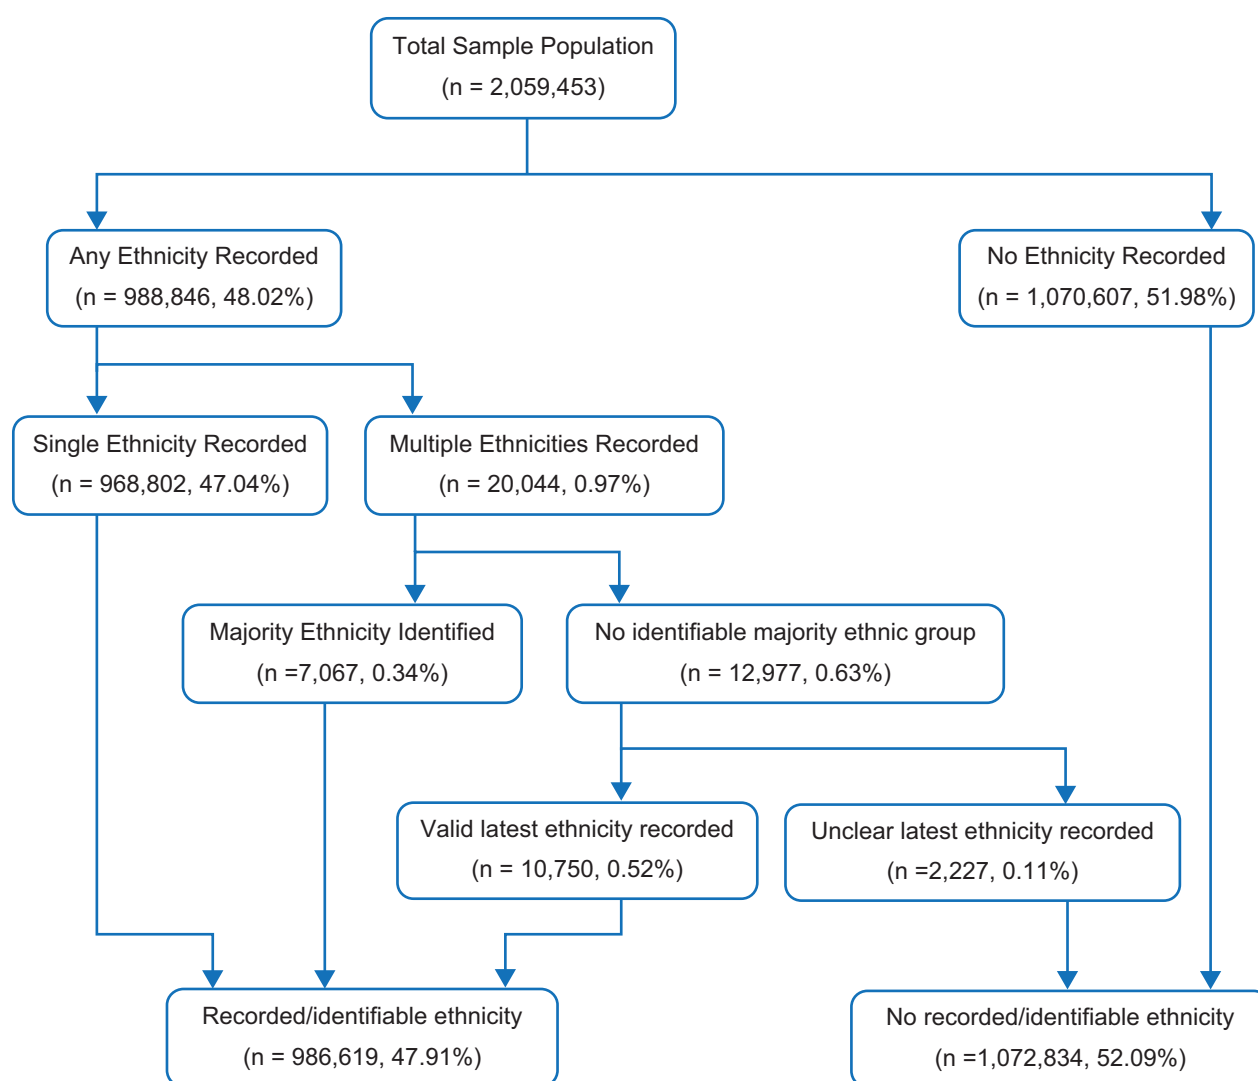 Total Sample Population
(n = 2,059,453)
Any Ethnicity Recorded
(n = 988,846, 48.02%)
No Ethnicity Recorded
(n = 1,070,607, 51.98%)
Single Ethnicity Recorded
(n = 968,802, 47.04%)
Multiple Ethnicities Recorded
(n = 20,044, 0.97%)
Majority Ethnicity Identified
(n =7,067, 0.34%)
No identifiable majority ethnic group
(n = 12,977, 0.63%)
Valid latest ethnicity recorded
(n = 10,750, 0.52%)
Unclear latest ethnicity recorded
(n =2,227, 0.11%)
Recorded/identifiable ethnicity
(n = 986,619, 47.91%)
No recorded/identifiable ethnicity
(n =1,072,834, 52.09%)